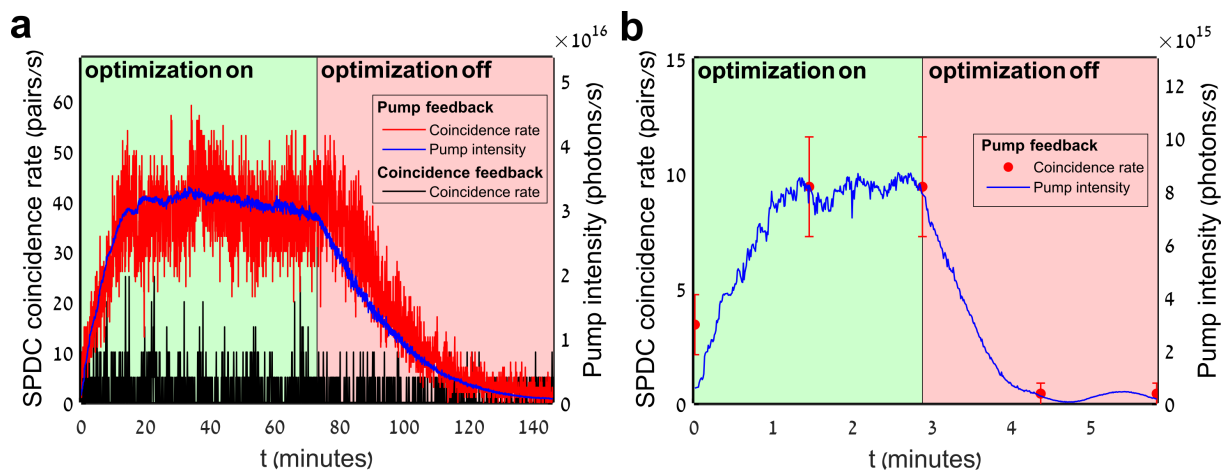 a
×10^16
optimization on
optimization off
SPDC coincidence rate (pairs/s)
Pump intensity (photons/s)
60
50
40
30
20
10
0
5
4
3
2
1
0
Pump feedback
Coincidence rate
Pump intensity
Coincidence feedback
Coincidence rate
0 20 40 60 80 100 120 140
t (minutes)
b
×10^15
optimization on
optimization off
SPDC coincidence rate (pairs/s)
Pump intensity (photons/s)
15
10
5
0
12
10
8
6
4
2
0
Pump feedback
Coincidence rate
Pump intensity
0 1 2 3 4 5
t (minutes)